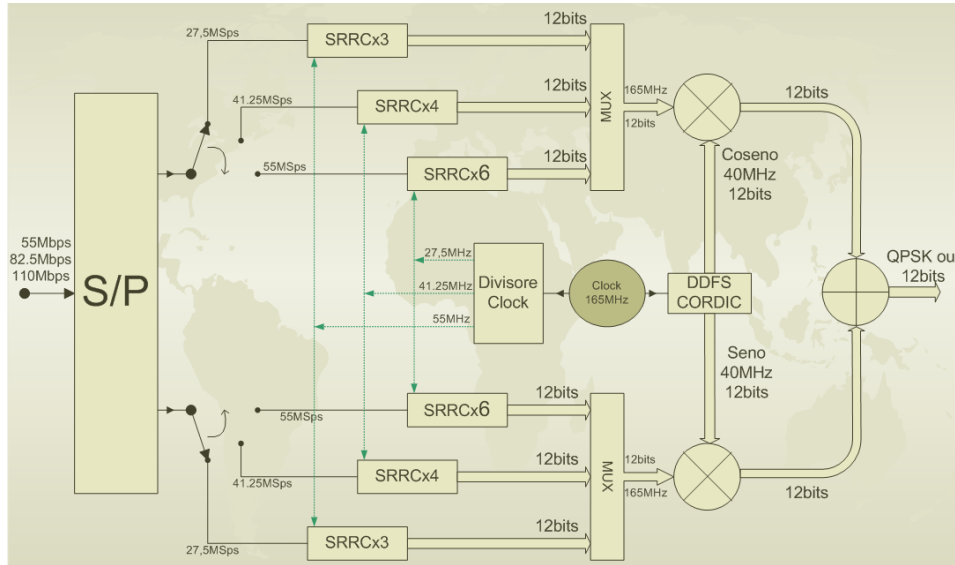 27,5MSps
SRRCx3
12bits
41.25MSps
SRRCx4
12bits
MUX
165MHz
12bits
12bits
55MSps
SRRCx6
12bits
Coseno
40MHz
12bits
55Mbps
82.5Mbps
110Mbps
S/P
27,5MHz
41.25MHz
55MHz
Divisore
Clock
Clock
165MHz
DDFS
CORDIC
QPSK ou
12bits
Seno
40MHz
12bits
55MSps
SRRCx6
12bits
41.25MSps
SRRCx4
12bits
MUX
12bits
165MHz
12bits
27,5MSps
SRRCx3
12bits